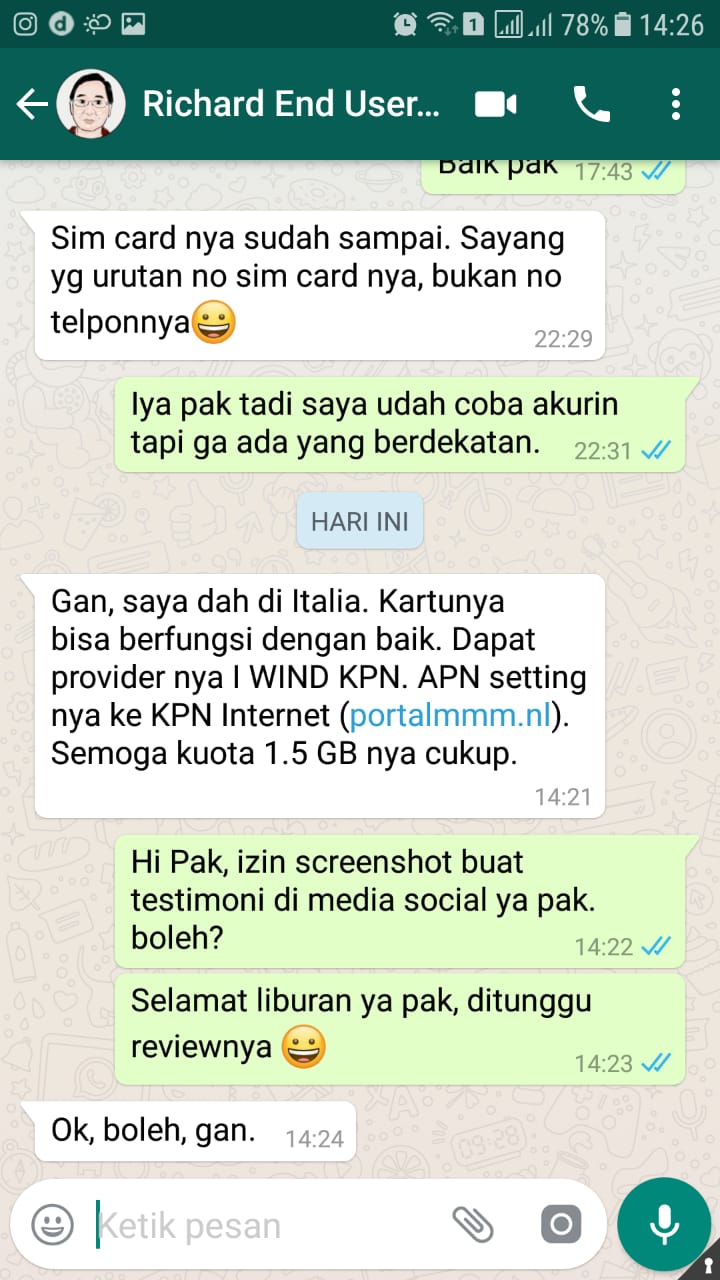 1
78%
14:26
Richard End User...
Baik pak 17:43
Sim card nya sudah sampai. Sayang
yg urutan no sim card nya, bukan no
telponnya😀
22:29
Iya pak tadi saya udah coba akurin
tapi ga ada yang berdekatan. 22:31
HARI INI
Gan, saya dah di Italia. Kartunya
bisa berfungsi dengan baik. Dapat
provider nya I WIND KPN. APN setting
nya ke KPN Internet (portalmmm.nl).
Semoga kuota 1.5 GB nya cukup.
14:21
Hi Pak, izin screenshot buat
testimoni di media social ya pak.
boleh? 14:22
Selamat liburan ya pak, ditunggu
reviewnya 😀 14:23
Ok, boleh, gan. 14:24
Ketik pesan